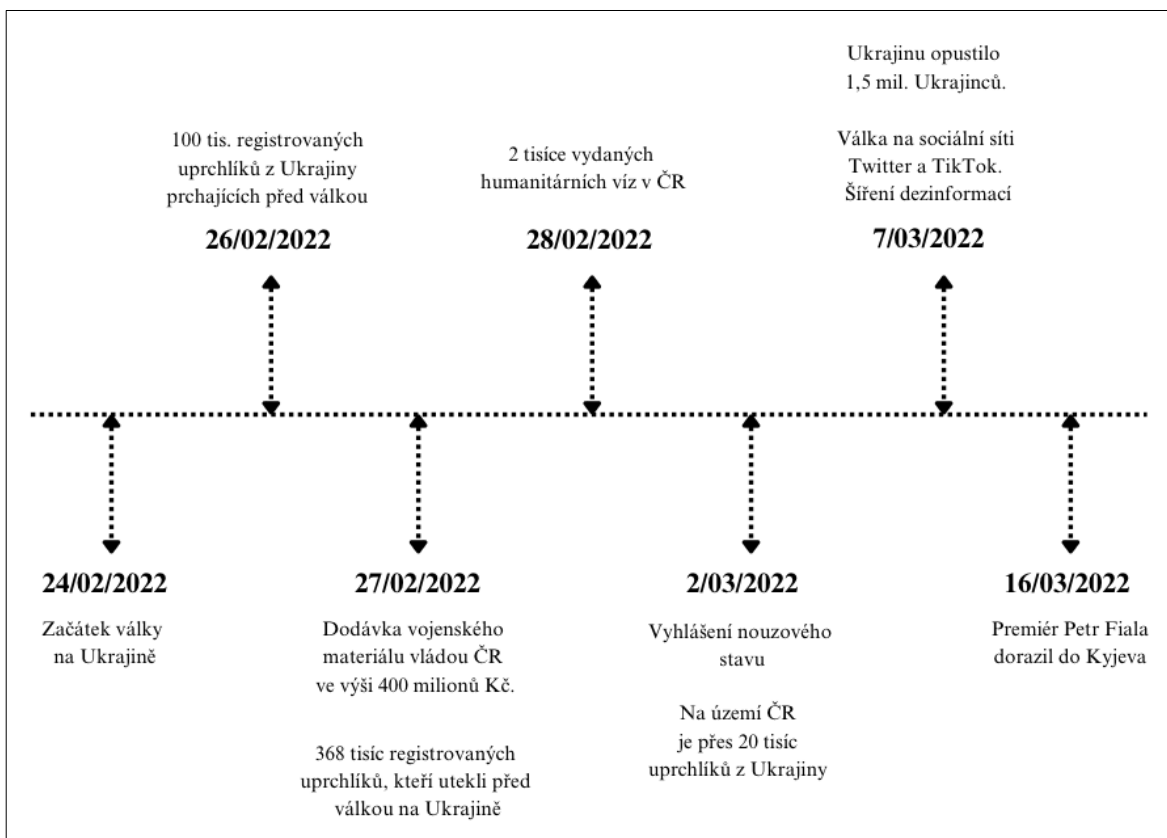 100 tis. registrovaných
uprchlíků z Ukrajiny
prchajících před válkou
26/02/2022
2 tisíce vydaných
humanitárních víz v ČR
28/02/2022
Ukrajinu opustilo
1,5 mil. Ukrajinců.
Válka na sociální síti
Twitter a TikTok.
Šíření dezinformací
7/03/2022
24/02/2022
Začátek války
na Ukrajině
27/02/2022
Dodávka vojenského
materiálu vládou ČR
ve výši 400 milionů Kč.
368 tisíc registrovaných
uprchlíků, kteří utekli před
válkou na Ukrajině
2/03/2022
Vyhlášení nouzového
stavu
Na území ČR
je přes 20 tisíc
uprchlíků z Ukrajiny
16/03/2022
Premiér Petr Fiala
dorazil do Kyjeva